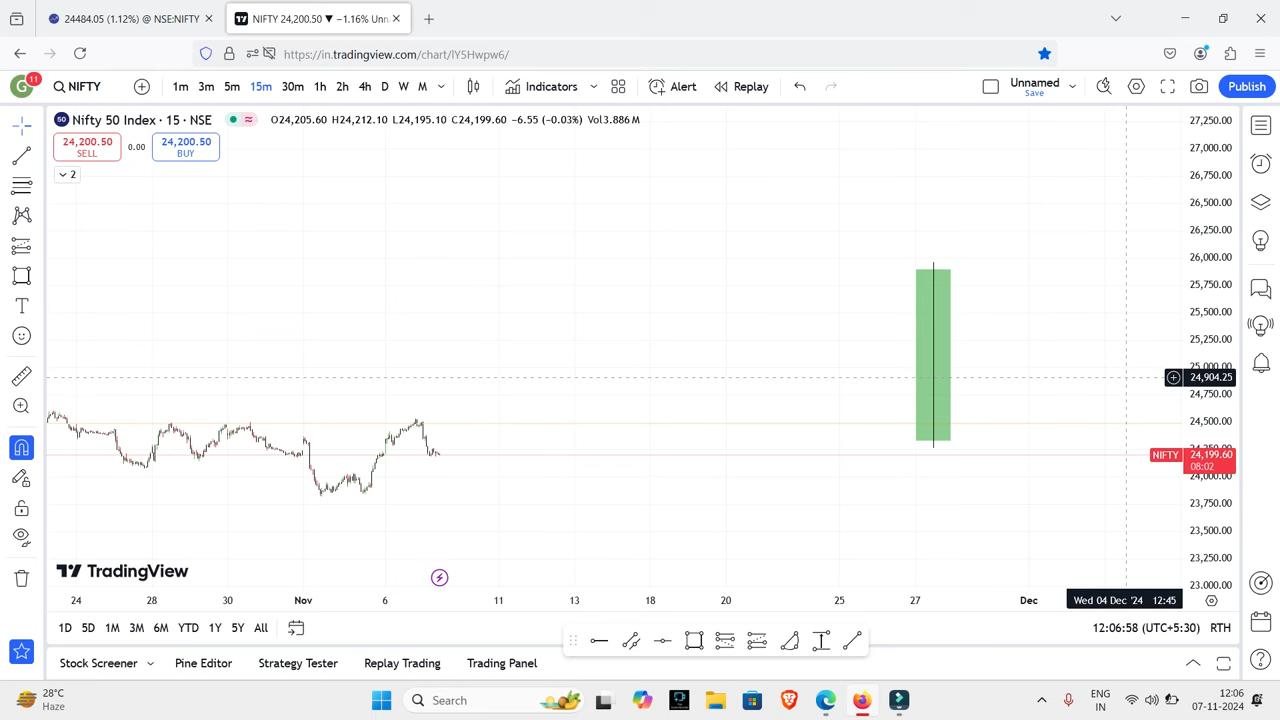 24484.05 (1.12%) @ NSE:NIFTY
NIFTY 24,200.50 ▼ −1.16% Unn
https://in.tradingview.com/chart/lY5Hwpw6/
G 11 NIFTY 1m 3m 5m 15m 30m 1h 2h 4h D W M Indicators Alert Replay Unnamed Save Publish
50 Nifty 50 Index · 15 · NSE O24,205.60 H24,212.10 L24,195.10 C24,199.60 −6.55 (−0.03%) Vol3.886 M
24,200.50 SELL 0.00 24,200.50 BUY
2
27,250.00
27,000.00
26,750.00
26,500.00
26,250.00
26,000.00
25,750.00
25,500.00
25,250.00
25,000.00
24,904.25
24,750.00
24,500.00
24,250.00
NIFTY 24,199.60
08:02
24,000.00
23,750.00
23,500.00
23,250.00
23,000.00
TradingView
24 28 30 Nov 6 11 13 18 20 25 27 Dec Wed 04 Dec '24 12:45
1D 5D 1M 3M 6M YTD 1Y 5Y All 12:06:58 (UTC+5:30) RTH
Stock Screener Pine Editor Strategy Tester Replay Trading Trading Panel
28°C
Haze
Search
ENG
IN
12:06
07-11-2024